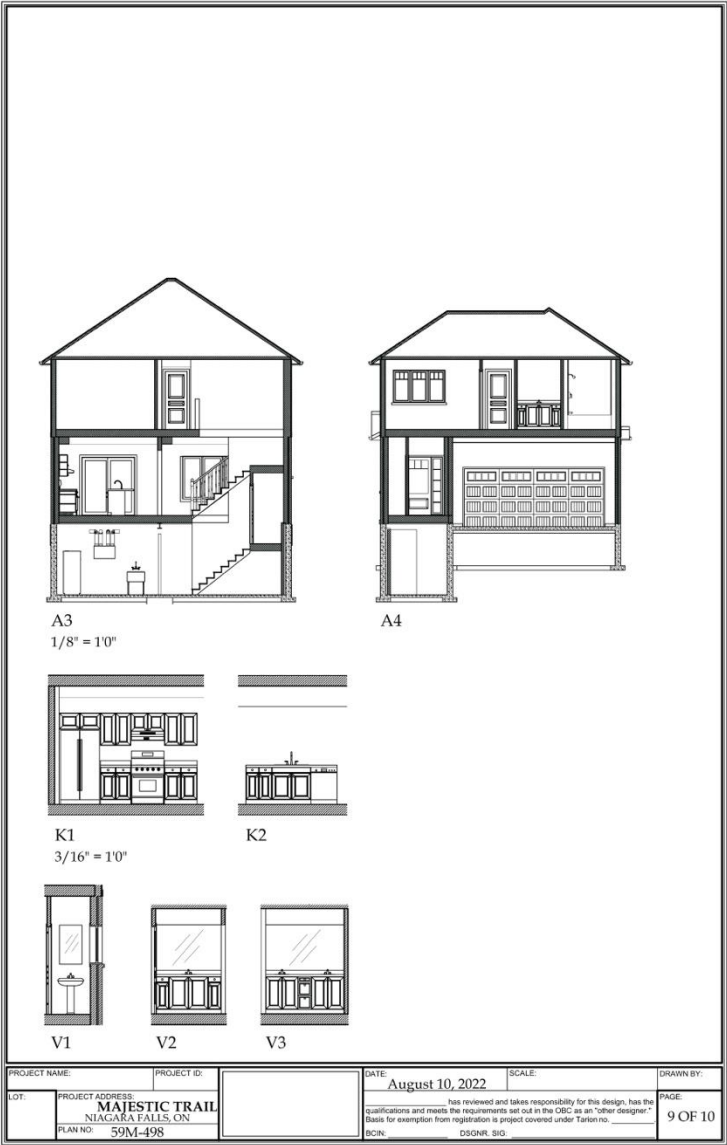 A3
1/8" = 1'0"
A4
K1
3/16" = 1'0"
K2
V1
V2
V3
PROJECT NAME:
PROJECT ID:
DATE:
August 10, 2022
SCALE:
DRAWN BY:
LOT:
PROJECT ADDRESS:
MAJESTIC TRAIL
NIAGARA FALLS, ON
PLAN NO: 59M-498
____________ has reviewed and takes responsibility for this design, has the
qualifications and meets the requirements set out in the OBC as an "other designer."
Basis for exemption from registration is project covered under Tarion no. ________.
BCIN: ____________ DSGNR. SIG: ____________
PAGE:
9 OF 10